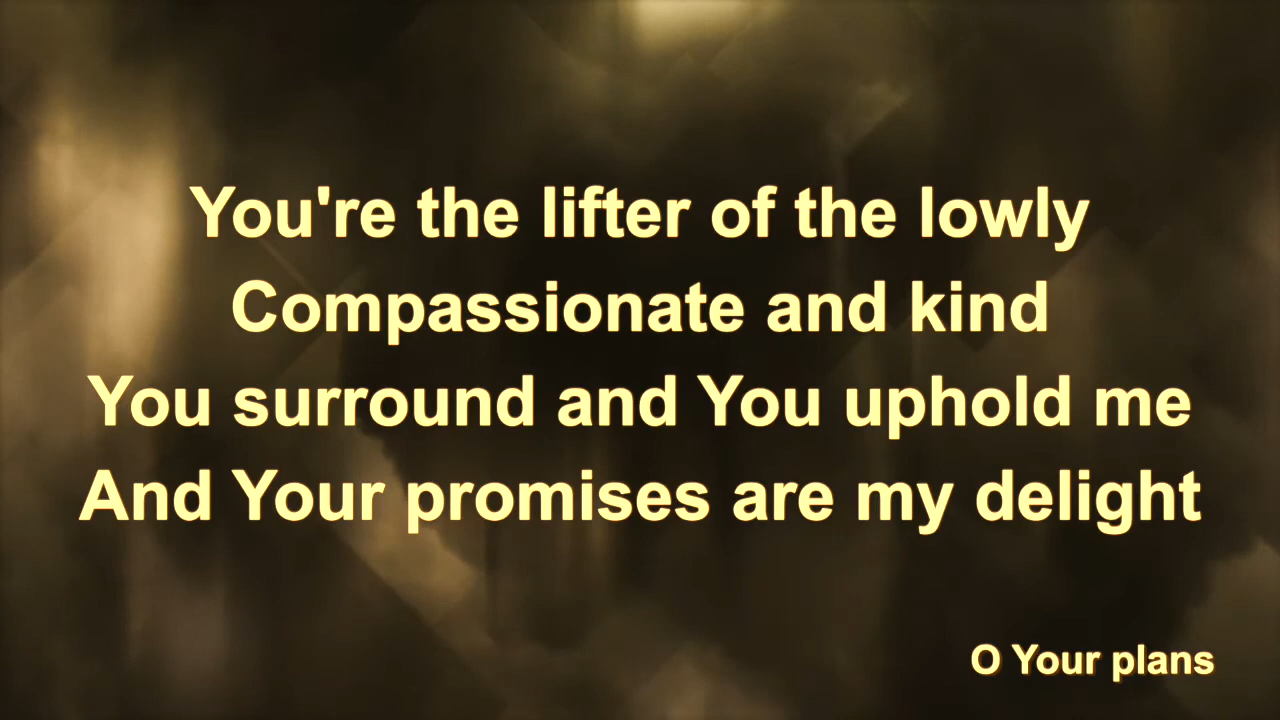 You're the lifter of the lowly
Compassionate and kind
You surround and You uphold me
And Your promises are my delight
O Your plans